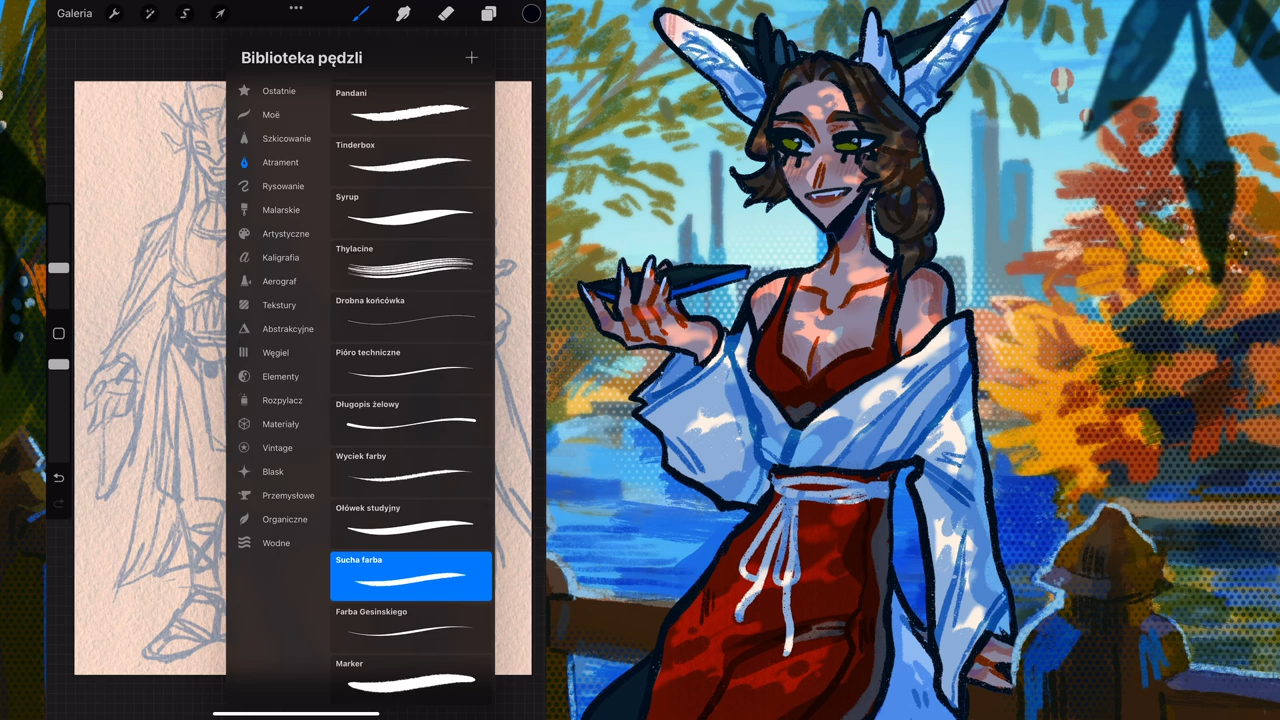 Galeria
Biblioteka pędzli
Ostatnie
Moë
Szkicowanie
Atrament
Rysowanie
Malarskie
Artystyczne
Kaligrafia
Aerograf
Tekstury
Abstrakcyjne
Węgiel
Elementy
Rozpylacz
Materiały
Vintage
Blask
Przemysłowe
Organiczne
Wodne
Pandani
Tinderbox
Syrup
Thylacine
Drobna końcówka
Pióro techniczne
Długopis żelowy
Wyciek farby
Ołówek studyjny
Sucha farba
Farba Gesinskiego
Marker